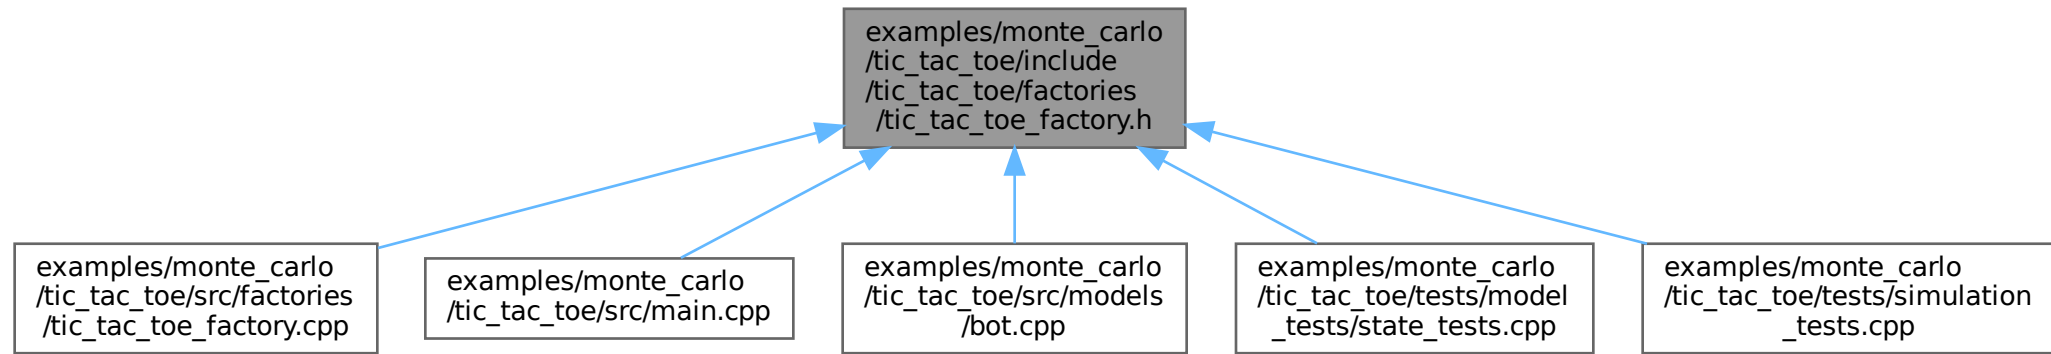 examples/monte_carlo
/tic_tac_toe/include
/tic_tac_toe/factories
/tic_tac_toe_factory.h
examples/monte_carlo
/tic_tac_toe/src/factories
/tic_tac_toe_factory.cpp
examples/monte_carlo
/tic_tac_toe/src/main.cpp
examples/monte_carlo
/tic_tac_toe/src/models
/bot.cpp
examples/monte_carlo
/tic_tac_toe/tests/model
_tests/state_tests.cpp
examples/monte_carlo
/tic_tac_toe/tests/simulation
_tests.cpp